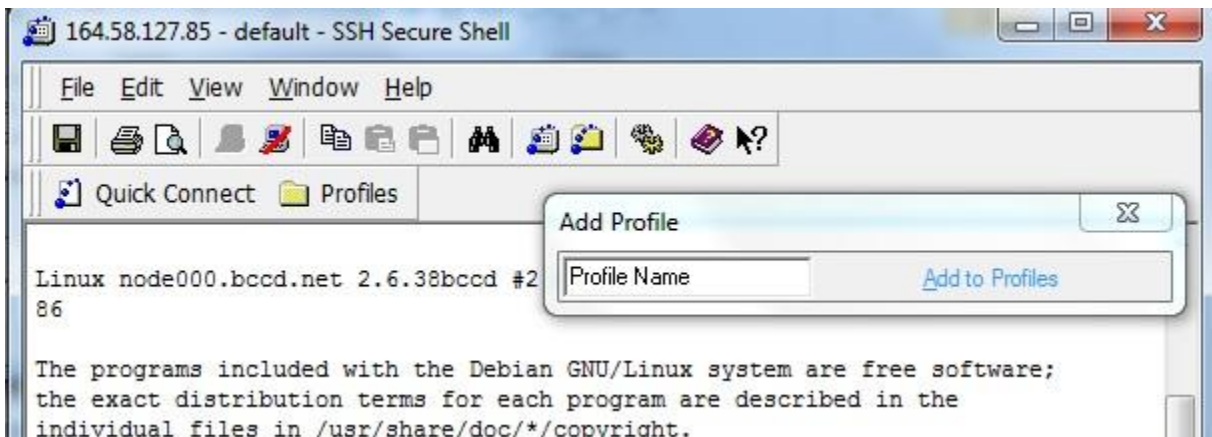 164.58.127.85 - default - SSH Secure Shell
File Edit View Window Help
Quick Connect Profiles
Add Profile
Profile Name Add to Profiles
Linux node000.bccd.net 2.6.38bccd #2
86
The programs included with the Debian GNU/Linux system are free software;
the exact distribution terms for each program are described in the
individual files in /usr/share/doc/*/copyright.